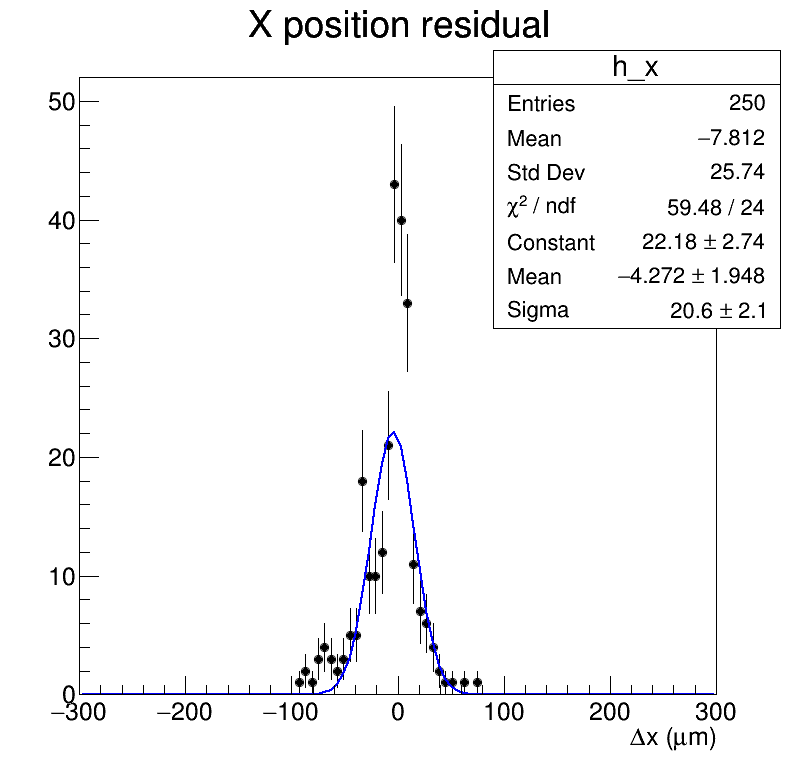 X position residual
h_x
Entries 250
Mean −7.812
Std Dev 25.74
χ² / ndf 59.48 / 24
Constant 22.18 ± 2.74
Mean −4.272 ± 1.948
Sigma 20.6 ± 2.1
50
40
30
20
10
0
−300 −200 −100 0 100 200 300
Δx (μm)